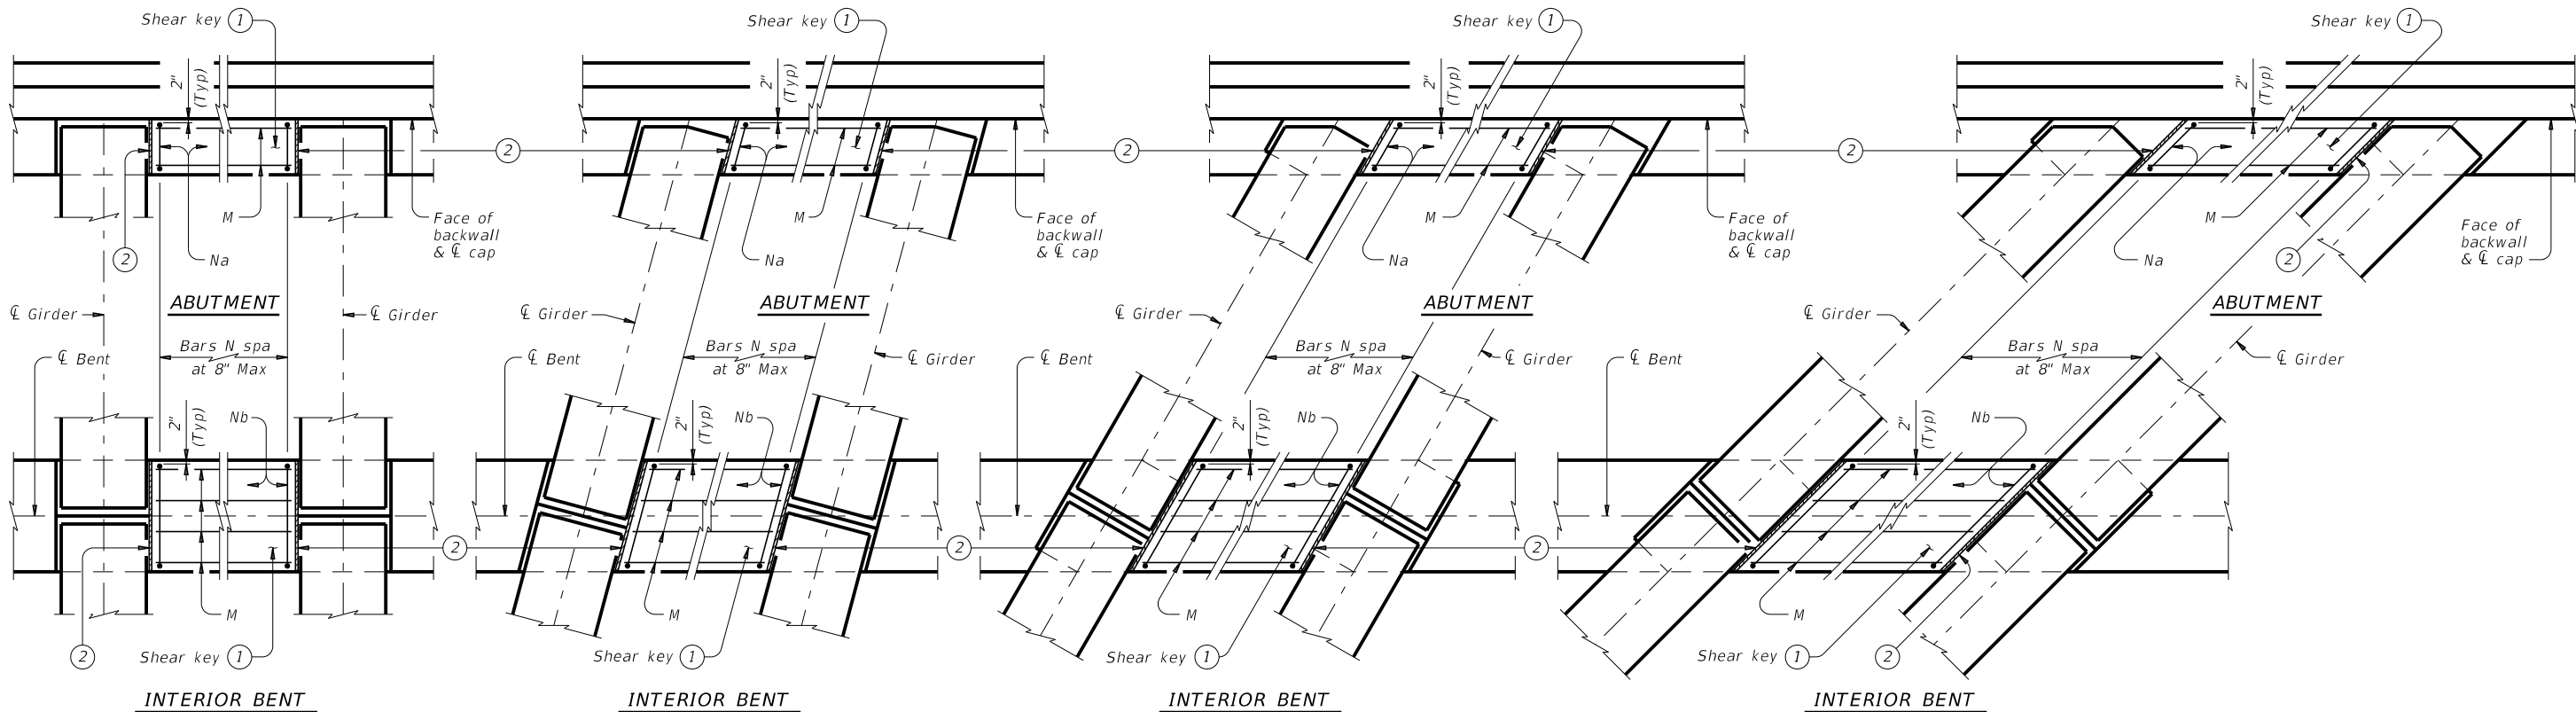 Shear key 1
Shear key 1
Shear key 1
Shear key 1
2"
(Typ)
2"
(Typ)
2"
(Typ)
2"
(Typ)
2
2
2
M
M
M
M
Face of
backwall
& ℄ cap
Face of
backwall
& ℄ cap
Face of
backwall
& ℄ cap
Face of
backwall
& ℄ cap
2
Na
Na
Na
Na
2
ABUTMENT
ABUTMENT
ABUTMENT
ABUTMENT
℄ Girder
℄ Girder
℄ Girder
℄ Girder
℄ Girder
Bars N spa
at 8" Max
Bars N spa
at 8" Max
Bars N spa
at 8" Max
Bars N spa
at 8" Max
℄ Bent
℄ Bent
℄ Girder
℄ Bent
℄ Girder
℄ Bent
℄ Girder
2"
(Typ)
Nb
2"
(Typ)
Nb
2"
(Typ)
Nb
2"
(Typ)
Nb
2
2
2
M
M
M
M
2
Shear key 1
Shear key 1
Shear key 1
Shear key 1
2
INTERIOR BENT
INTERIOR BENT
INTERIOR BENT
INTERIOR BENT